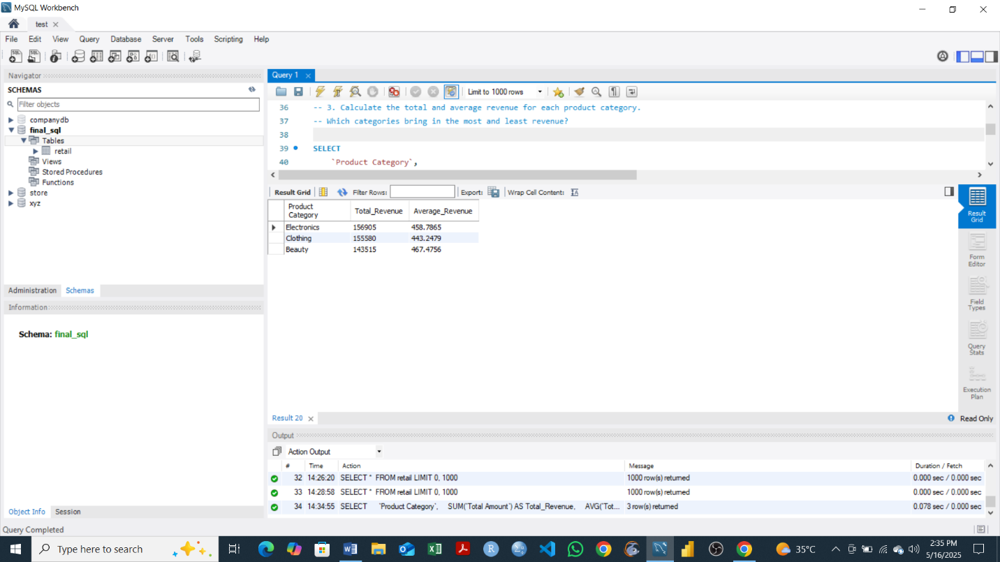 MySQL Workbench
test
File Edit View Query Database Server Tools Scripting Help
Navigator
SCHEMAS
Filter objects
companydb
final_sql
Tables
retail
Views
Stored Procedures
Functions
store
xyz
Administration Schemas
Information
Schema: final_sql
Object Info Session
Query 1
Limit to 1000 rows
36 -- 3. Calculate the total and average revenue for each product category.
37 -- Which categories bring in the most and least revenue?
38
39 SELECT
40 `Product Category`,
Result Grid Filter Rows: Export: Wrap Cell Content:
Product Category Total_Revenue Average_Revenue
Electronics 156905 458.7865
Clothing 155580 443.2479
Beauty 143515 467.4756
Result Grid
Form Editor
Field Types
Query Stats
Execution Plan
Result 20
Read Only
Output
Action Output
# Time Action Message Duration / Fetch
32 14:26:20 SELECT * FROM retail LIMIT 0, 1000 1000 row(s) returned 0.000 sec / 0.000 sec
33 14:28:58 SELECT * FROM retail LIMIT 0, 1000 1000 row(s) returned 0.000 sec / 0.000 sec
34 14:34:55 SELECT `Product Category`, SUM(`Total Amount`) AS Total_Revenue, AVG(`Tot... 3 row(s) returned 0.078 sec / 0.000 sec
Query Completed
Type here to search
35°C
2:35 PM
5/16/2025